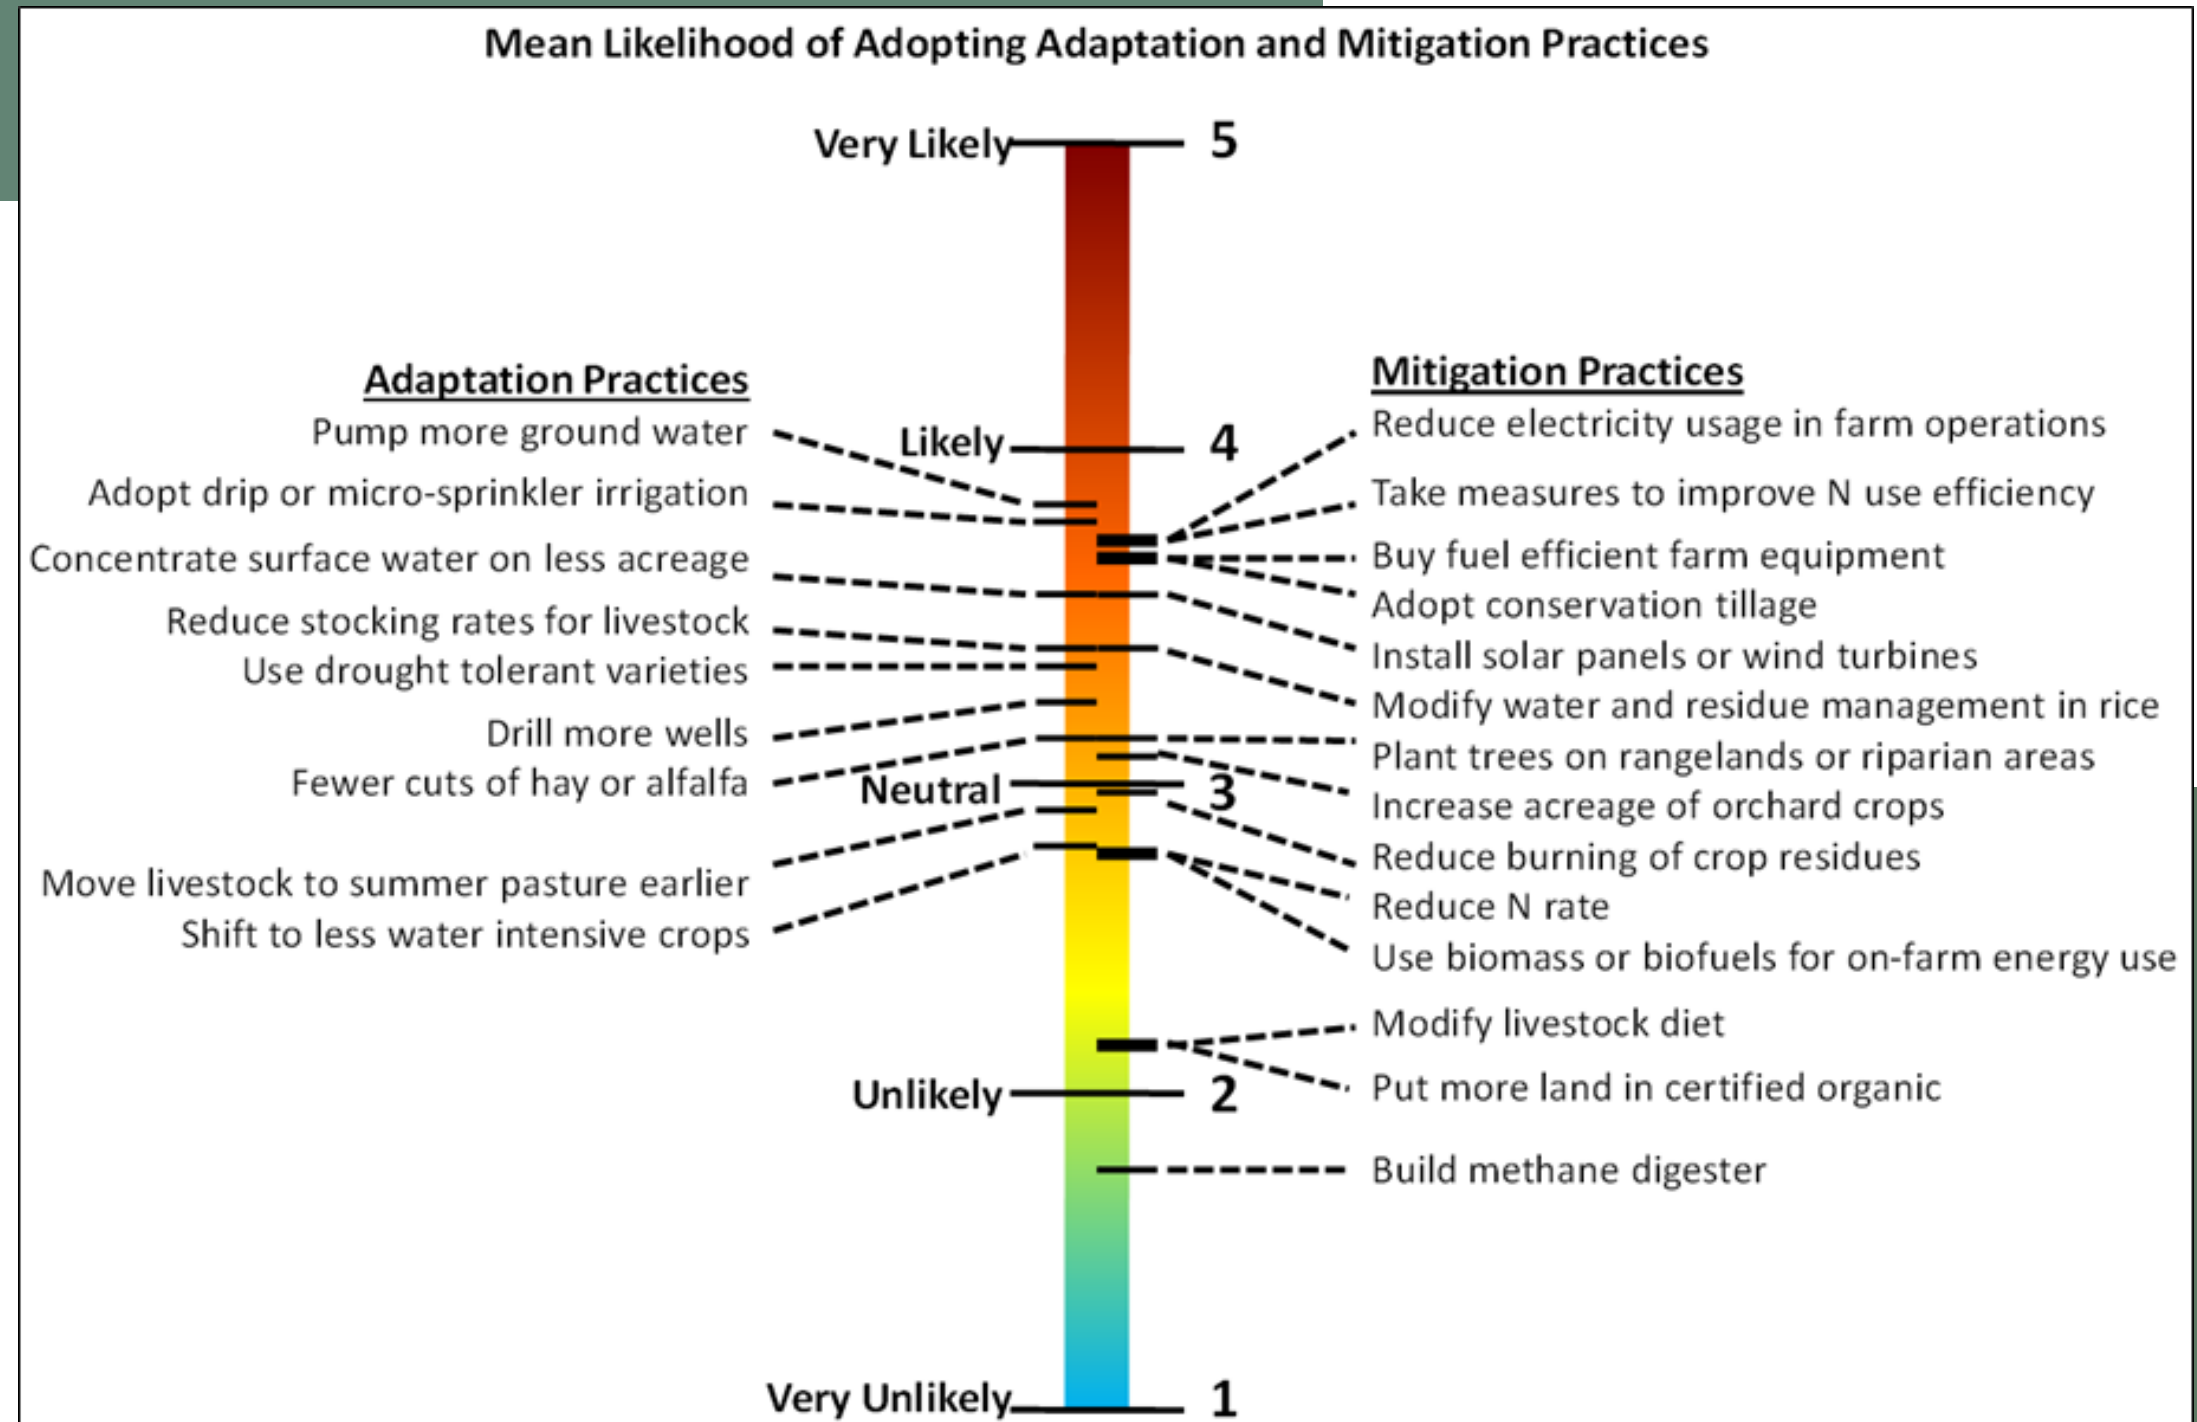 Mean Likelihood of Adopting Adaptation and Mitigation Practices
Very Likely
5
Adaptation Practices
Pump more ground water
Adopt drip or micro-sprinkler irrigation
Concentrate surface water on less acreage
Reduce stocking rates for livestock
Use drought tolerant varieties
Drill more wells
Fewer cuts of hay or alfalfa
Move livestock to summer pasture earlier
Shift to less water intensive crops
Likely
4
Neutral
3
Unlikely
2
Very Unlikely
1
Mitigation Practices
Reduce electricity usage in farm operations
Take measures to improve N use efficiency
Buy fuel efficient farm equipment
Adopt conservation tillage
Install solar panels or wind turbines
Modify water and residue management in rice
Plant trees on rangelands or riparian areas
Increase acreage of orchard crops
Reduce burning of crop residues
Reduce N rate
Use biomass or biofuels for on-farm energy use
Modify livestock diet
Put more land in certified organic
Build methane digester